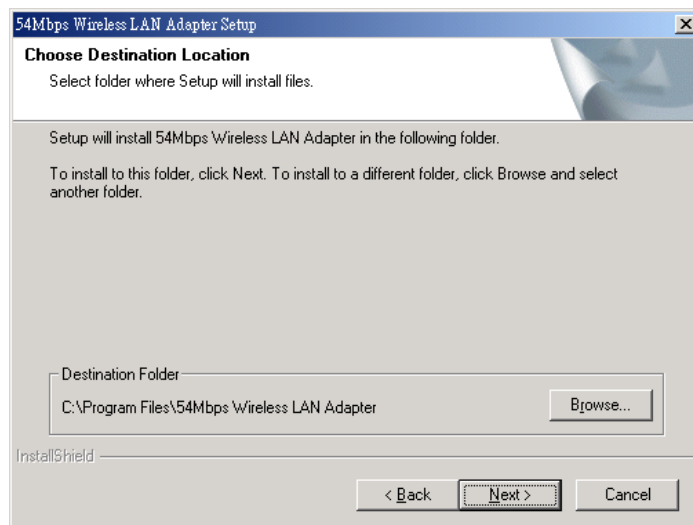 54Mbps Wireless LAN Adapter Setup
Choose Destination Location
Select folder where Setup will install files.
Setup will install 54Mbps Wireless LAN Adapter in the following folder.
To install to this folder, click Next. To install to a different folder, click Browse and select
another folder.
Destination Folder
C:\Program Files\54Mbps Wireless LAN Adapter
Browse...
InstallShield
< Back
Next >
Cancel